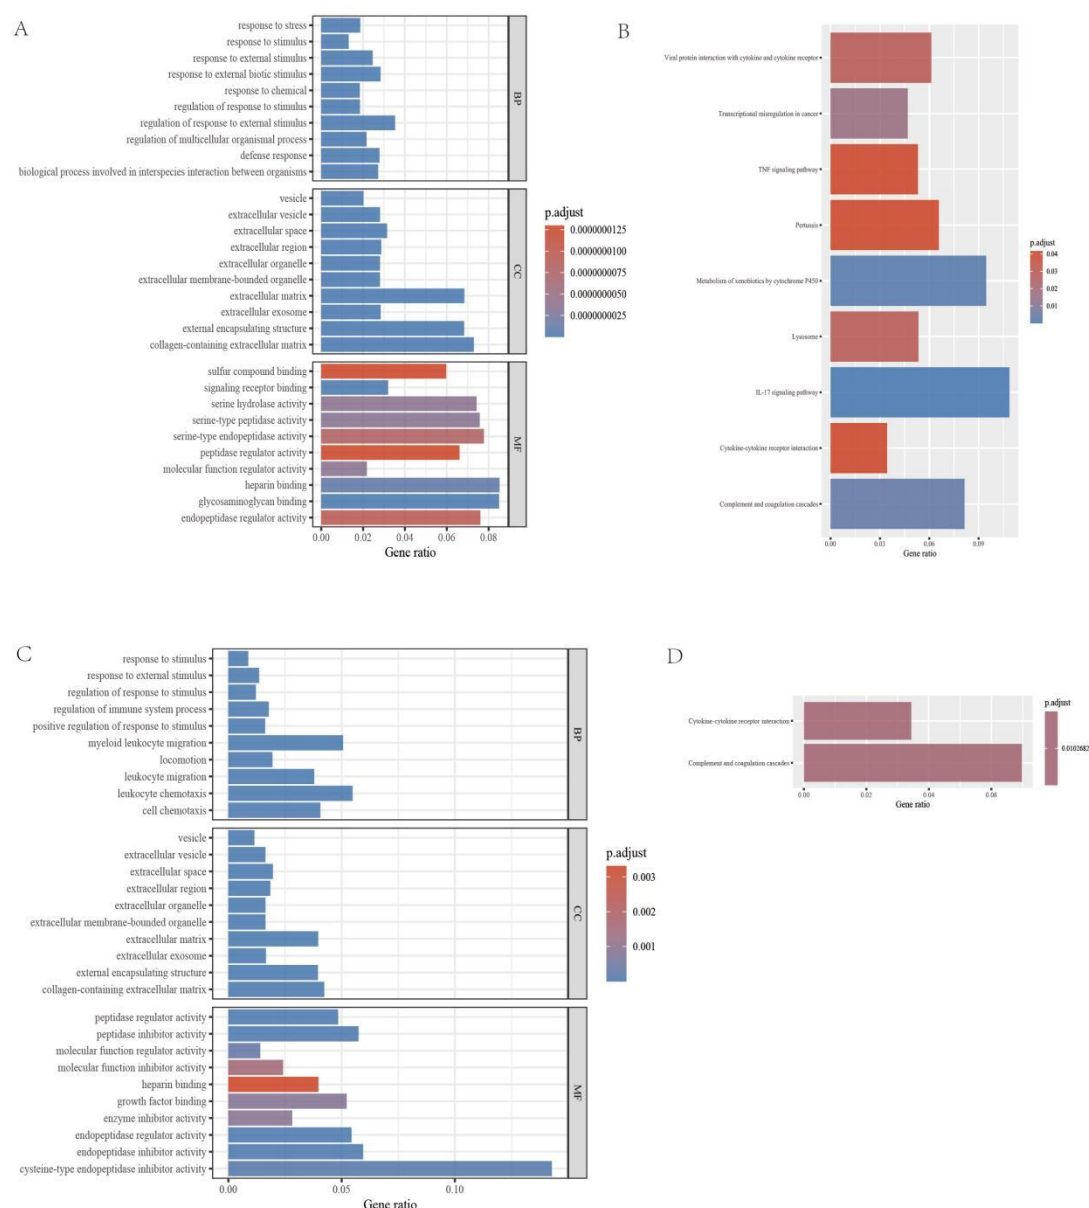 A
response to stress
response to stimulus
response to external stimulus
response to external biotic stimulus
response to chemical
regulation of response to stimulus
regulation of response to external stimulus
regulation of multicellular organismal process
defense response
biological process involved in interspecies interaction between organisms
BP
vesicle
extracellular vesicle
extracellular space
extracellular region
extracellular organelle
extracellular membrane-bounded organelle
extracellular matrix
extracellular exosome
external encapsulating structure
collagen-containing extracellular matrix
CC
sulfur compound binding
signaling receptor binding
serine hydrolase activity
serine-type peptidase activity
serine-type endopeptidase activity
peptidase regulator activity
molecular function regulator activity
heparin binding
glycosaminoglycan binding
endopeptidase regulator activity
MF
0.00 0.02 0.04 0.06 0.08
Gene ratio
p.adjust
0.0000000125
0.0000000100
0.0000000075
0.0000000050
0.0000000025
B
Viral protein interaction with cytokine and cytokine receptor
Transcriptional misregulation in cancer
TNF signaling pathway
Pertussis
Metabolism of xenobiotics by cytochrome P450
Lysosome
IL-17 signaling pathway
Cytokine-cytokine receptor interaction
Complement and coagulation cascades
0.00 0.03 0.06 0.09
Gene ratio
p.adjust
0.04
0.03
0.02
0.01
C
response to stimulus
response to external stimulus
regulation of response to stimulus
regulation of immune system process
positive regulation of response to stimulus
myeloid leukocyte migration
locomotion
leukocyte migration
leukocyte chemotaxis
cell chemotaxis
BP
vesicle
extracellular vesicle
extracellular space
extracellular region
extracellular organelle
extracellular membrane-bounded organelle
extracellular matrix
extracellular exosome
external encapsulating structure
collagen-containing extracellular matrix
CC
peptidase regulator activity
peptidase inhibitor activity
molecular function regulator activity
molecular function inhibitor activity
heparin binding
growth factor binding
enzyme inhibitor activity
endopeptidase regulator activity
endopeptidase inhibitor activity
cysteine-type endopeptidase inhibitor activity
MF
0.00 0.05 0.10
Gene ratio
p.adjust
0.003
0.002
0.001
D
Cytokine-cytokine receptor interaction
Complement and coagulation cascades
0.00 0.02 0.04 0.06
Gene ratio
p.adjust
0.0102682